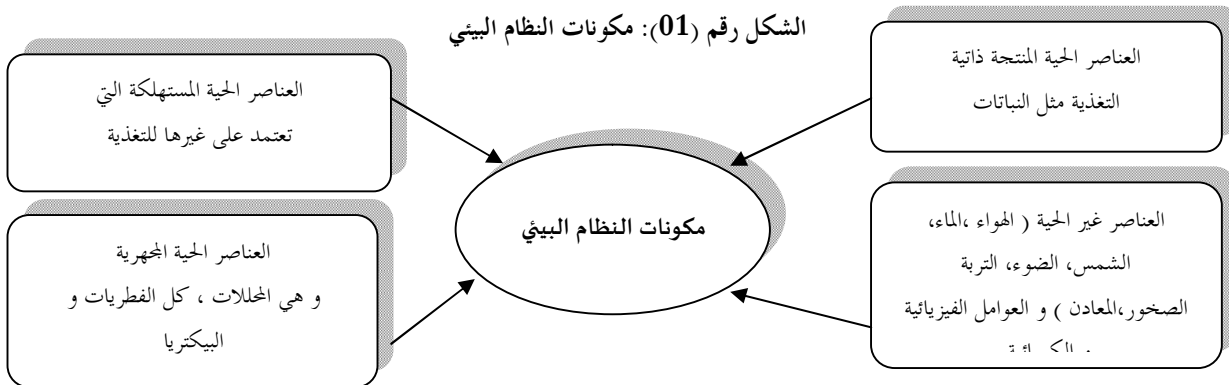 الشكل رقم (01): مكونات النظام البيئي
العناصر الحية المنتجة ذاتية
التغذية مثل النباتات
العناصر الحية المستهلكة التي
تعتمد على غيرها للتغذية
مكونات النظام البيئي
العناصر غير الحية ( الهواء ،الماء،
الشمس، الضوء، التربة
الصخور،المعادن ) و العوامل الفيزيائية
العناصر الحية المجهرية
و هي المحللات ، كل الفطريات و
البيكتريا